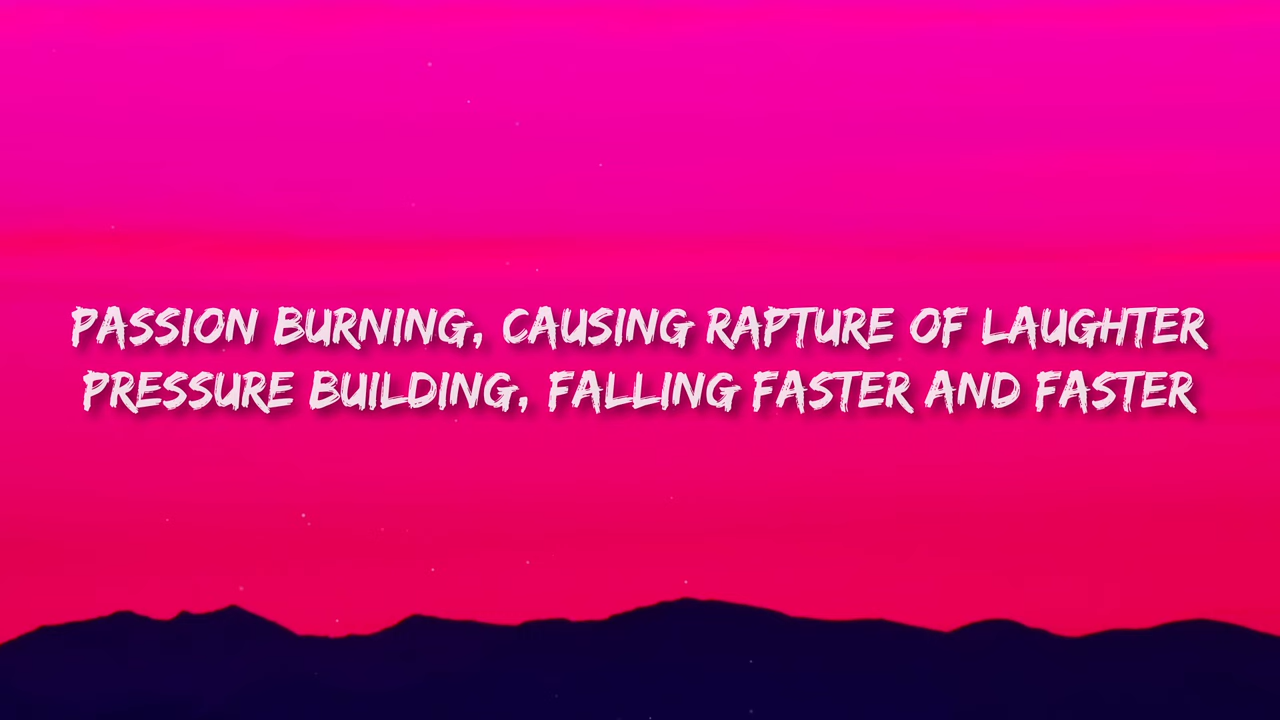 PASSION BURNING, CAUSING RAPTURE OF LAUGHTER
PRESSURE BUILDING, FALLING FASTER AND FASTER